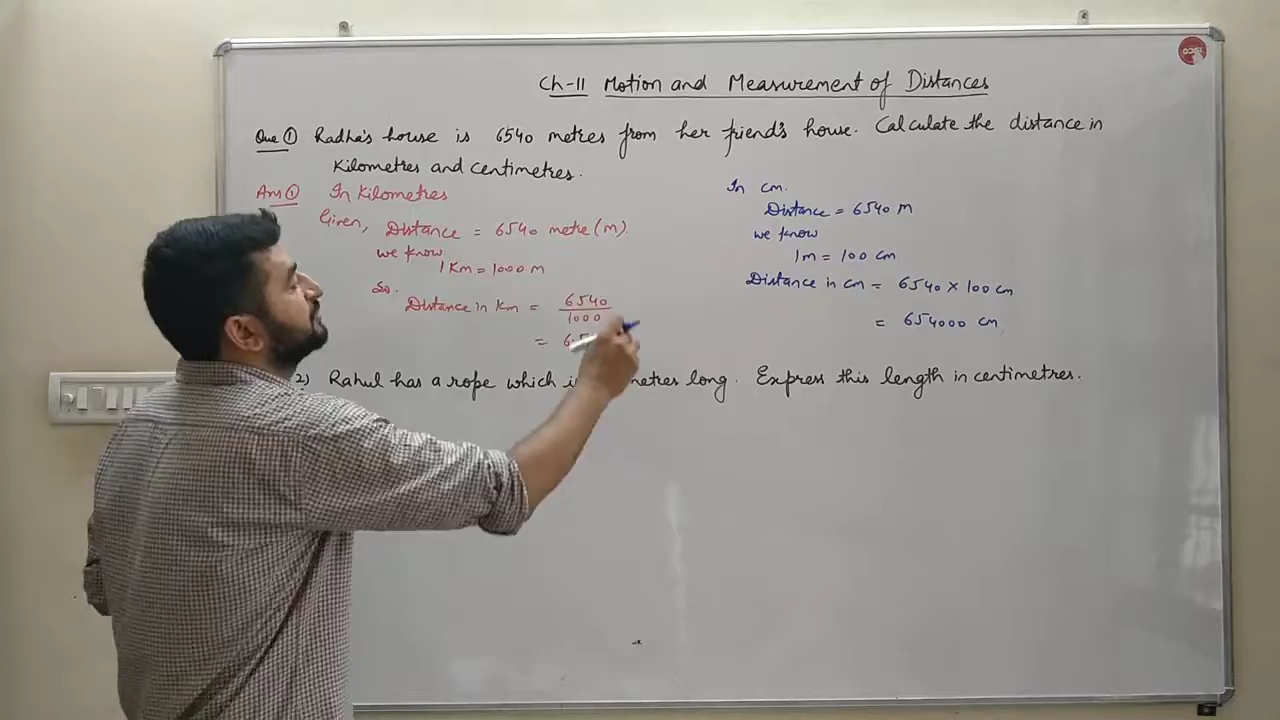 Ch-11 Motion and Measurement of Distances
Que ① Radha's house is 6540 metres from her friend's house. Calculate the distance in
Kilometres and centimetres.
Ans ① In Kilometres
Given, Distance = 6540 metre (m).
we know
1 Km = 1000 m
So.
Distance in Km = 6540
1000
=
In cm.
Distance = 6540 m
we know
1m = 100 cm
Distance in cm = 6540 × 100 cm
= 654000 cm
2) Rahul has a rope which metres long. Express this length in centimetres.